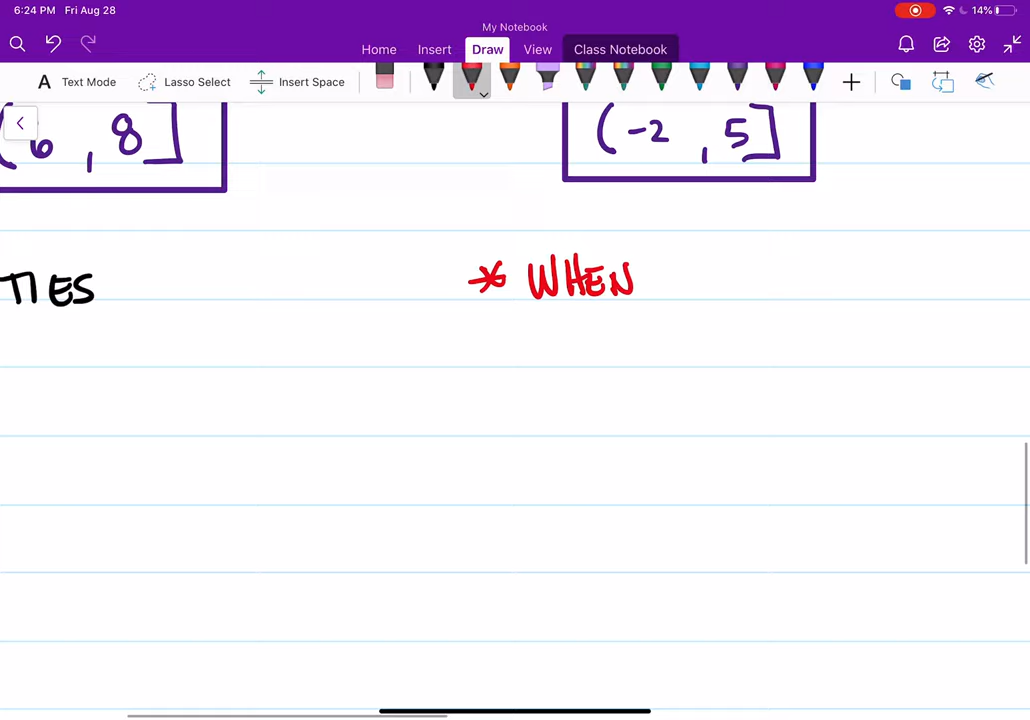 6:24 PM Fri Aug 28
14%
My Notebook
Home Insert Draw View Class Notebook
A Text Mode Lasso Select Insert Space
(6, 8]
(-2, 5]
TIES
* WHEN